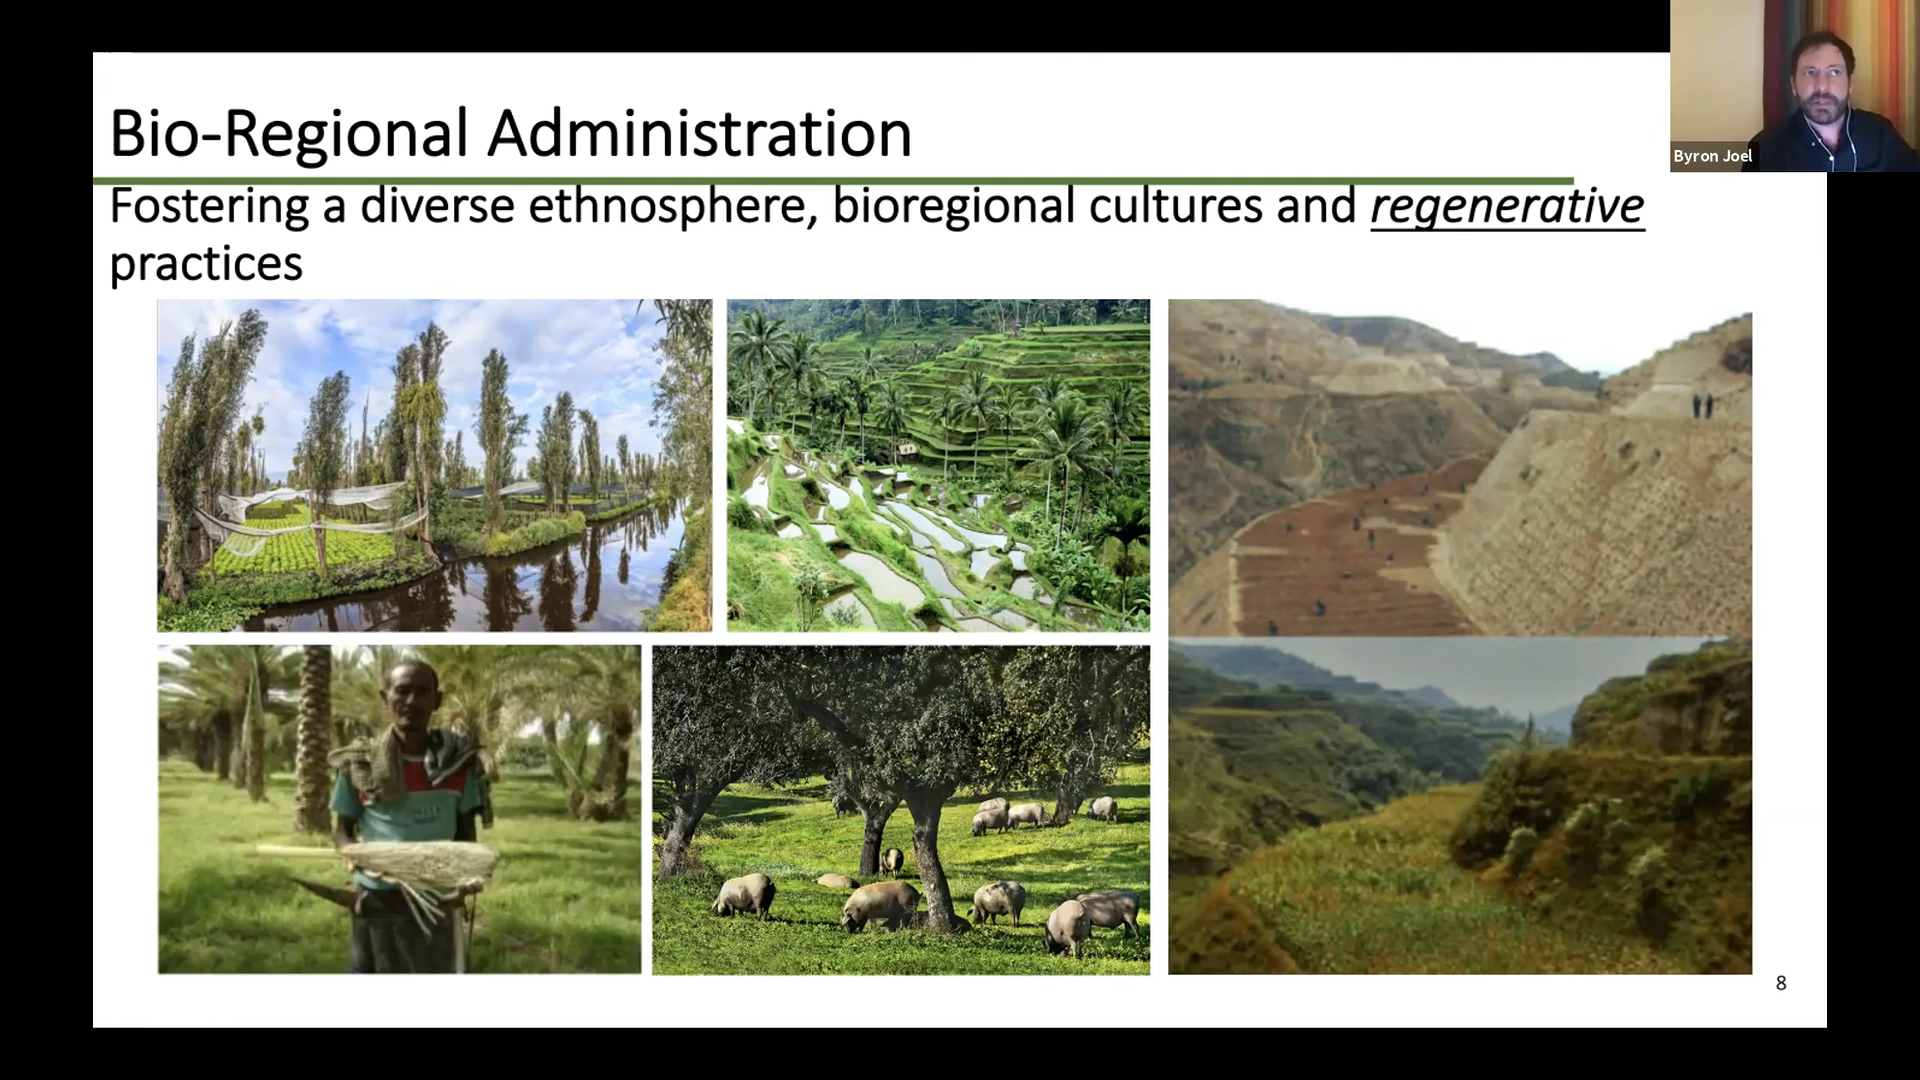 Bio-Regional Administration
Byron Joel
Fostering a diverse ethnosphere, bioregional cultures and regenerative
practices
8